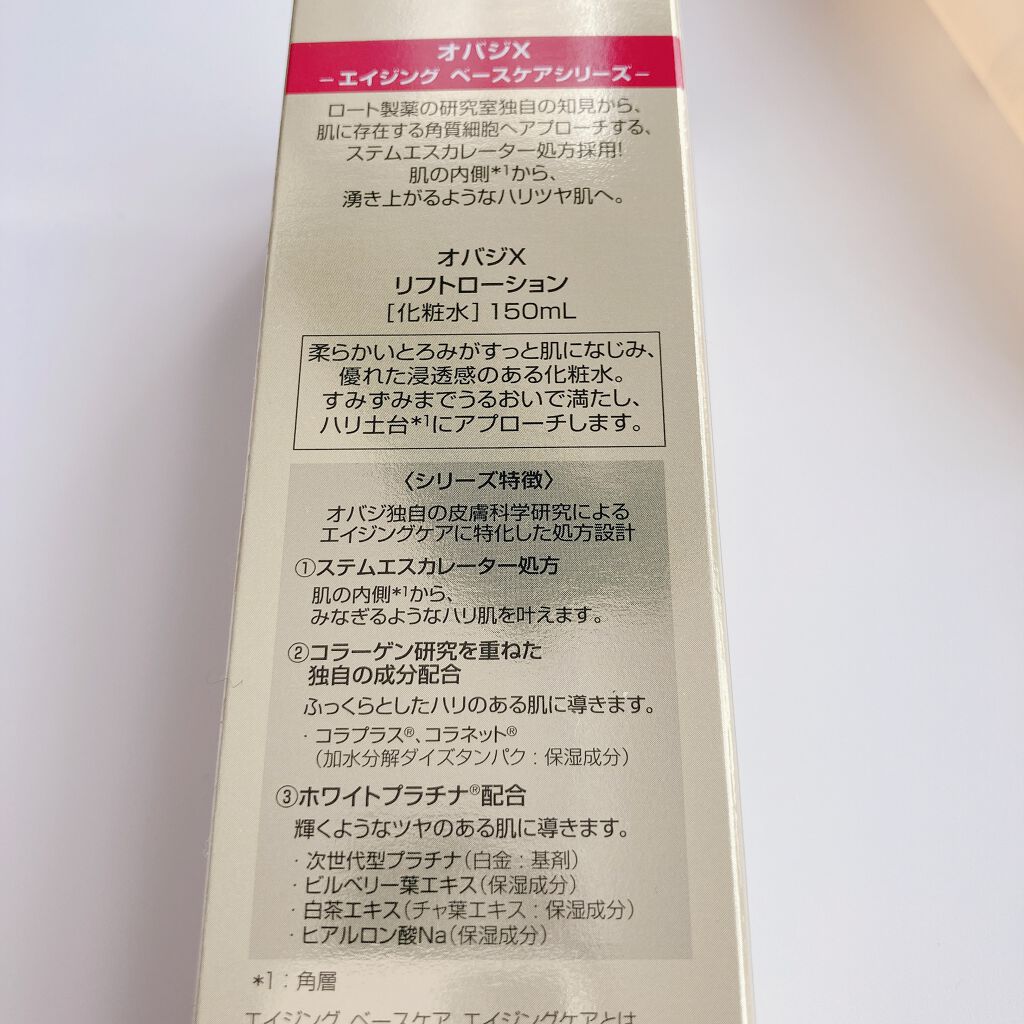 オバジX
−エイジング ベースケアシリーズ−
ロート製薬の研究室独自の知見から、
肌に存在する角質細胞へアプローチする、
ステムエスカレーター処方採用!
肌の内側*1から、
湧き上がるようなハリツヤ肌へ。
オバジX
リフトローション
[化粧水] 150mL
柔らかいとろみがすっと肌になじみ、
優れた浸透感のある化粧水。
すみずみまでうるおいで満たし、
ハリ土台*1にアプローチします。
〈シリーズ特徴〉
オバジ独自の皮膚科学研究による
エイジングケアに特化した処方設計
①ステムエスカレーター処方
肌の内側*1から、
みなぎるようなハリ肌を叶えます。
②コラーゲン研究を重ねた
独自の成分配合
ふっくらとしたハリのある肌に導きます。
・コラプラス®、コラネット®
(加水分解ダイズタンパク：保湿成分)
③ホワイトプラチナ®配合
輝くようなツヤのある肌に導きます。
・次世代型プラチナ(白金：基剤)
・ビルベリー葉エキス(保湿成分)
・白茶エキス(チャ葉エキス：保湿成分)
・ヒアルロン酸Na(保湿成分)
*1：角層
エイジング ベースケア、エイジングケアとは、